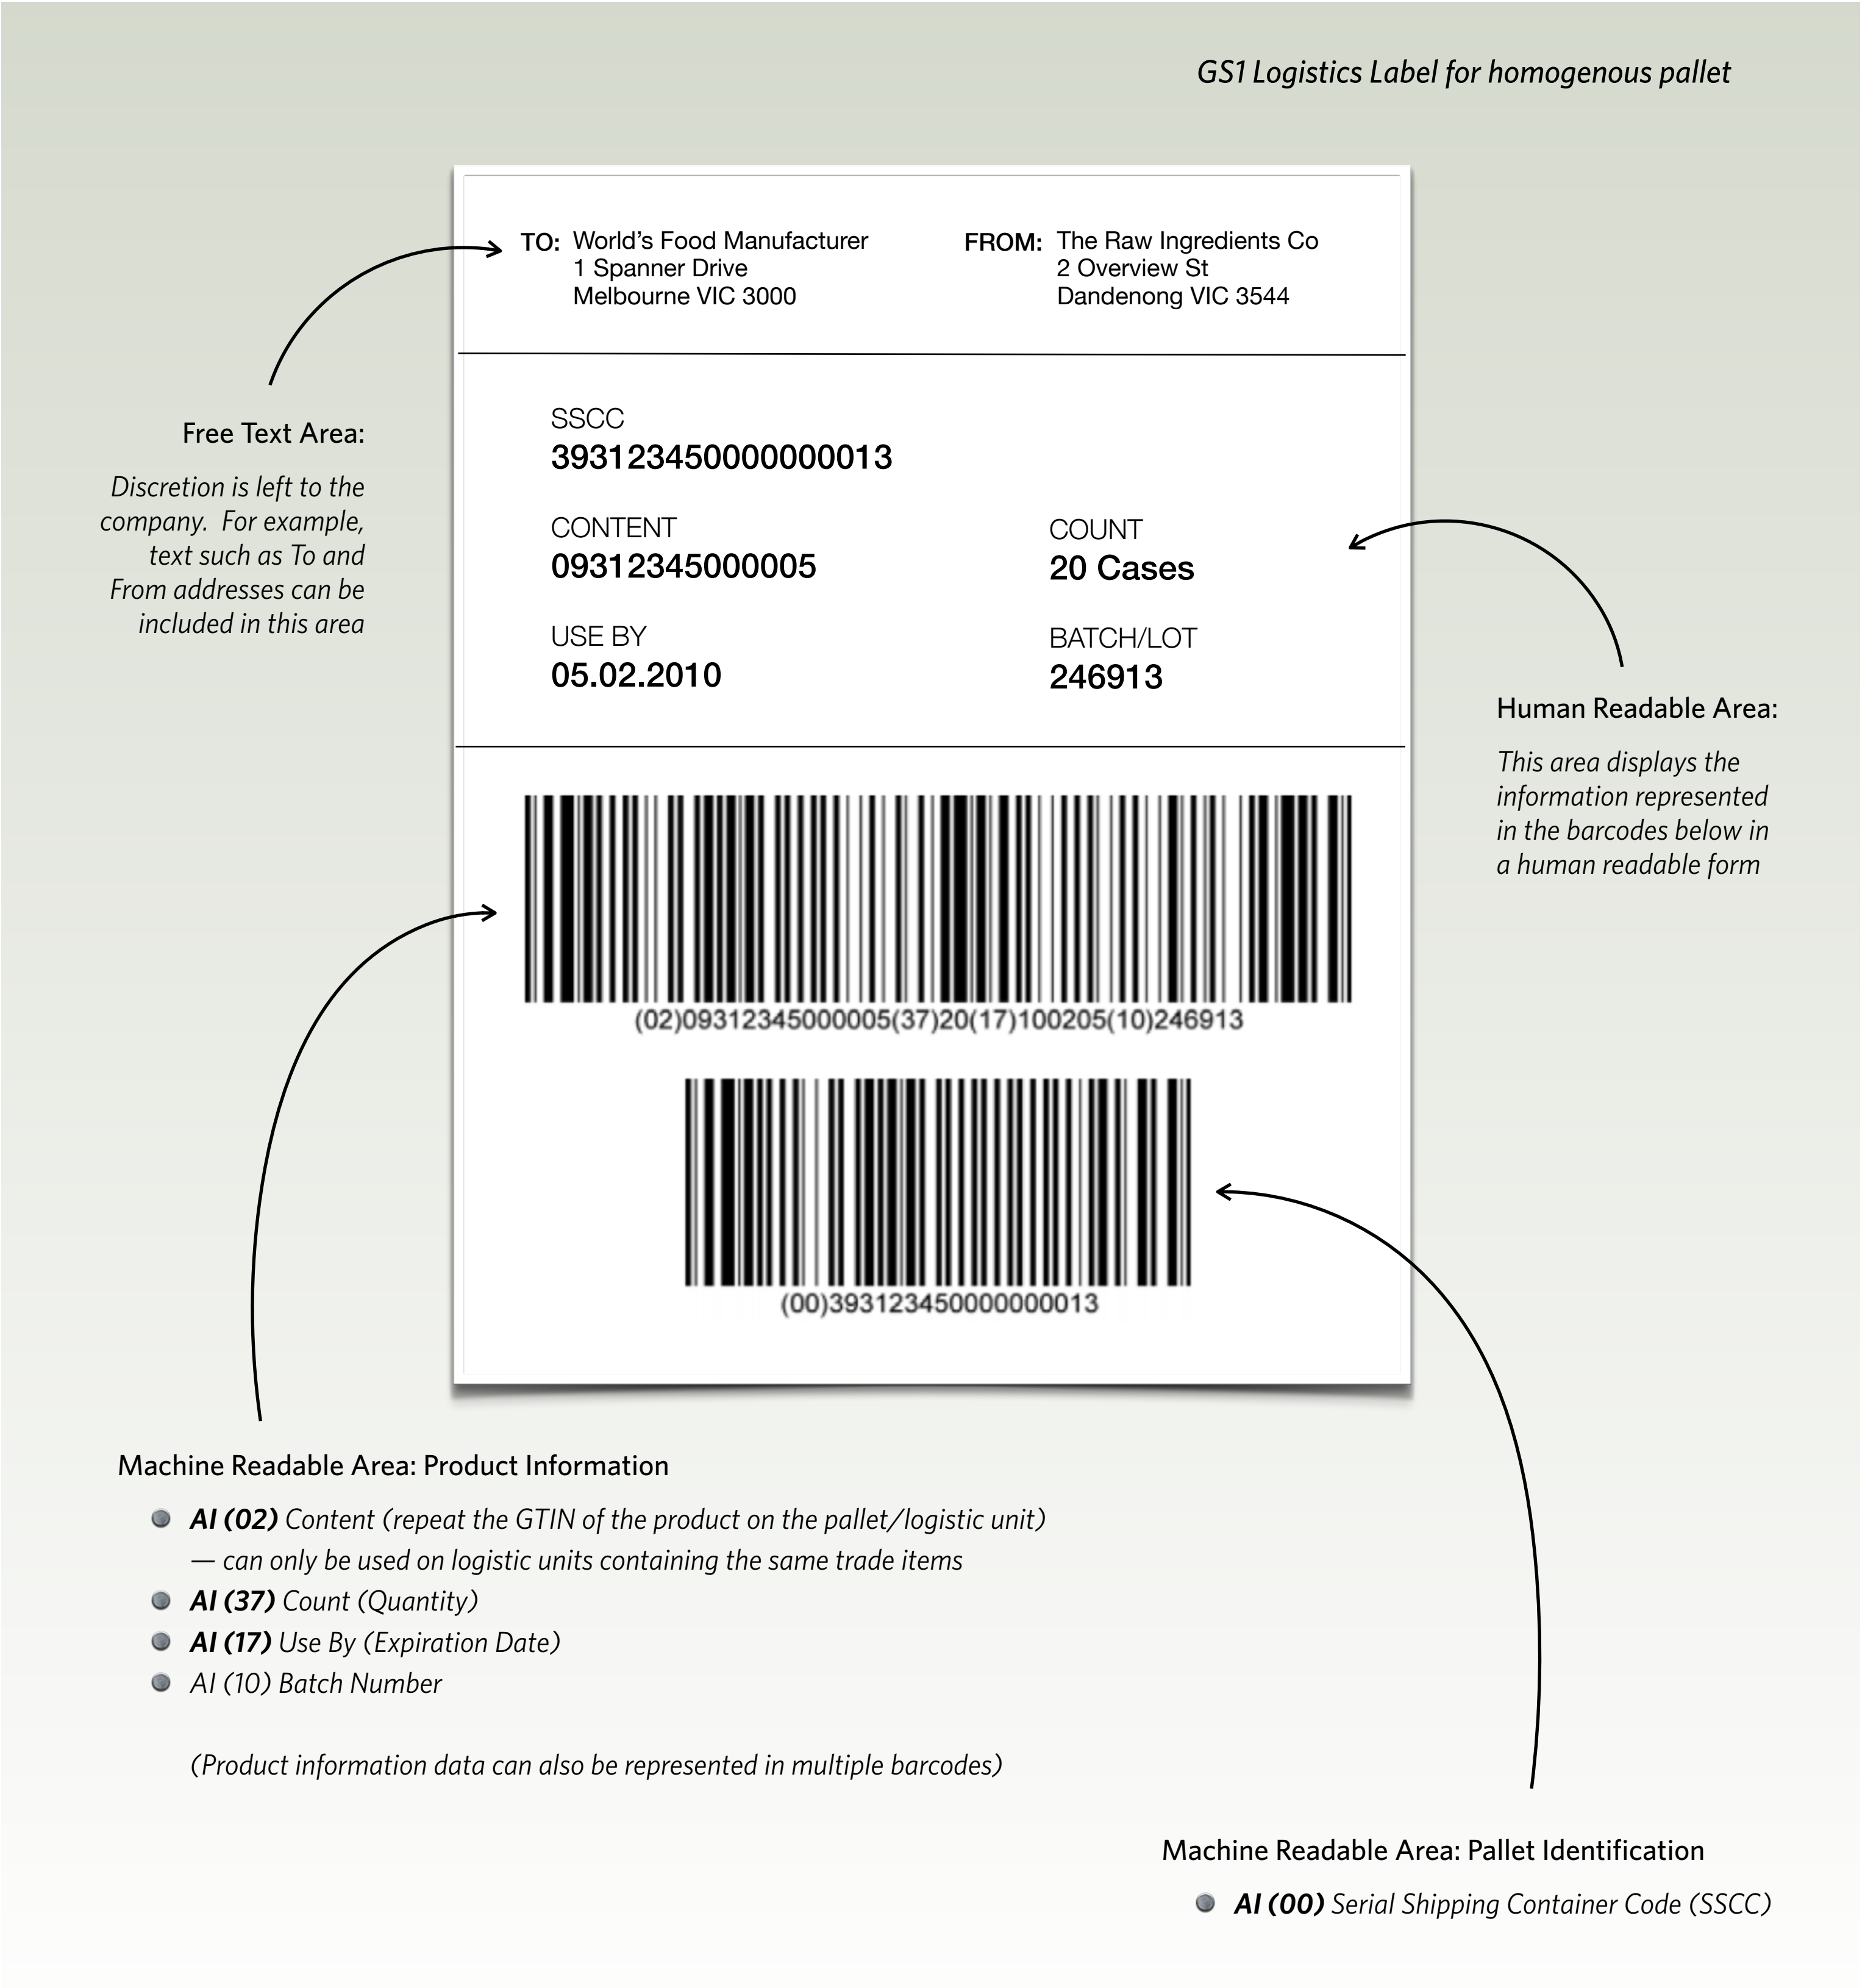 GS1 Logistics Label for homogenous pallet
TO: World's Food Manufacturer
1 Spanner Drive
Melbourne VIC 3000
FROM: The Raw Ingredients Co
2 Overview St
Dandenong VIC 3544
Free Text Area:
Discretion is left to the
company. For example,
text such as To and
From addresses can be
included in this area
SSCC
393123450000000013
CONTENT
09312345000005
COUNT
20 Cases
USE BY
05.02.2010
BATCH/LOT
246913
Human Readable Area:
This area displays the
information represented
in the barcodes below in
a human readable form
(02)09312345000005(37)20(17)100205(10)246913
(00)393123450000000013
Machine Readable Area: Product Information
AI (02) Content (repeat the GTIN of the product on the pallet/logistic unit)
— can only be used on logistic units containing the same trade items
AI (37) Count (Quantity)
AI (17) Use By (Expiration Date)
AI (10) Batch Number
(Product information data can also be represented in multiple barcodes)
Machine Readable Area: Pallet Identification
AI (00) Serial Shipping Container Code (SSCC)